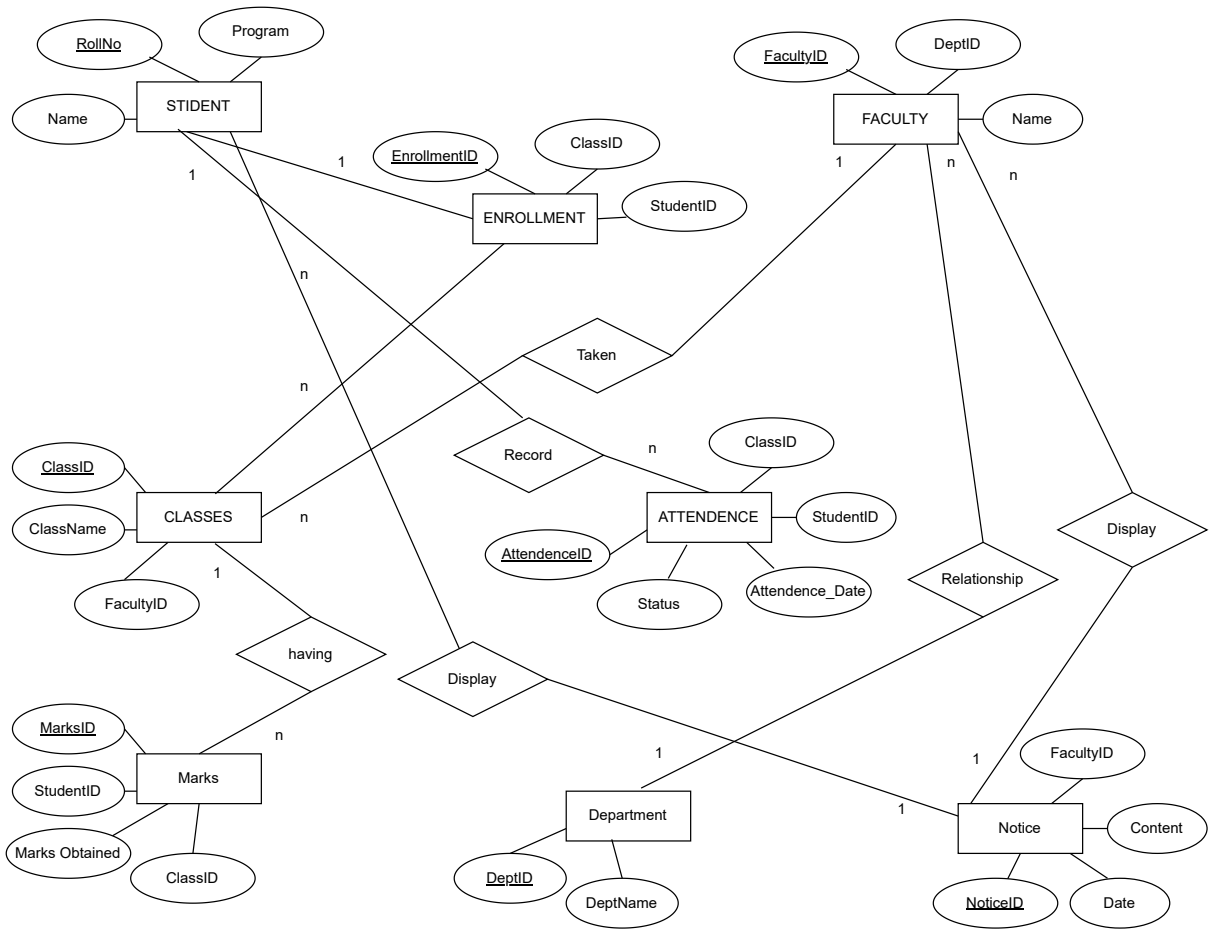 Program
RollNo
STIDENT
Name
FacultyID
DeptID
FACULTY
Name
1
1
EnrollmentID
ClassID
StudentID
ENROLLMENT
1
n
n
n
Taken
n
Record
n
ClassID
ClassID
CLASSES
ClassName
n
FacultyID
1
ATTENDENCE
StudentID
AttendenceID
Attendence_Date
Status
Display
Relationship
having
Display
MarksID
n
Marks
StudentID
Marks Obtained
ClassID
1
Department
DeptID
DeptName
1
1
FacultyID
Notice
Content
NoticeID
Date